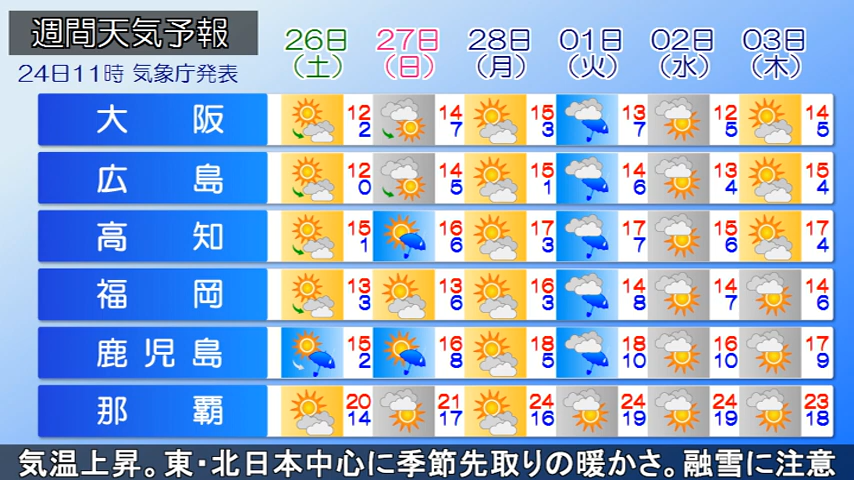 週間天気予報
24日11時 気象庁発表
26日 27日 28日 01日 02日 03日
(土) (日) (月) (火) (水) (木)
大阪 12 2 14 7 15 3 13 7 12 5 14 5
広島 12 0 14 5 15 1 14 6 13 4 15 4
高知 15 1 16 6 17 3 17 7 15 6 17 4
福岡 13 3 13 6 16 3 14 8 14 7 14 6
鹿児島 15 2 16 8 18 5 18 10 16 10 17 9
那覇 20 14 21 17 24 16 24 19 24 19 23 18
気温上昇。東・北日本中心に季節先取りの暖かさ。融雪に注意